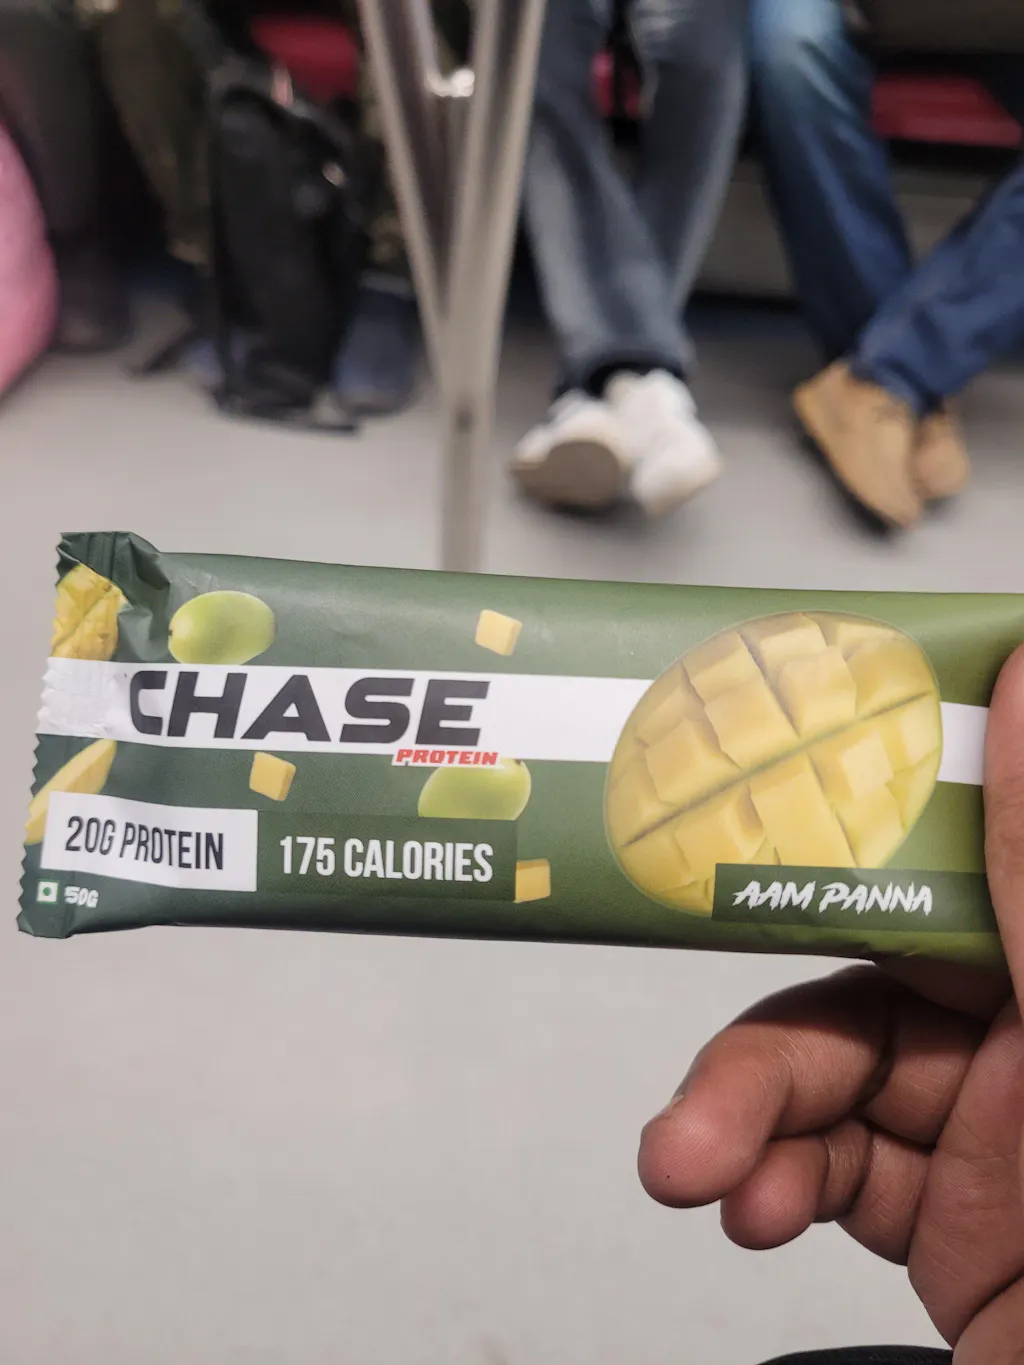 CHASE
PROTEIN
20G PROTEIN
175 CALORIES
50G
AAM PANNA